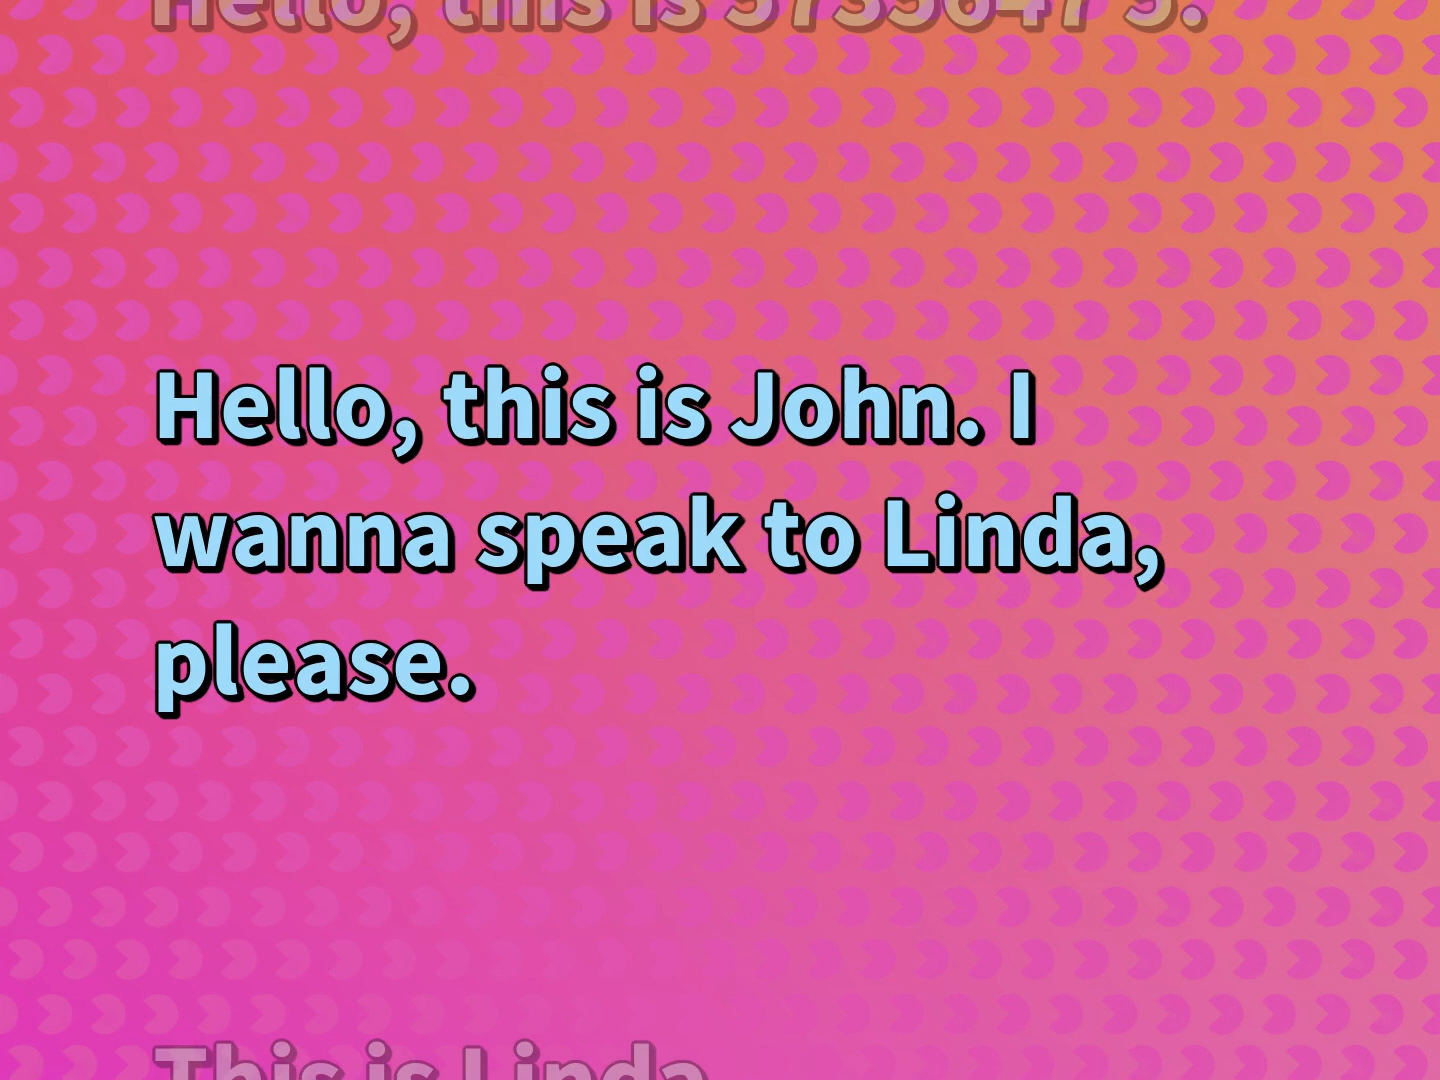 Hello, this is 5735647 5.
Hello, this is John. I
wanna speak to Linda,
please.
This is Linda